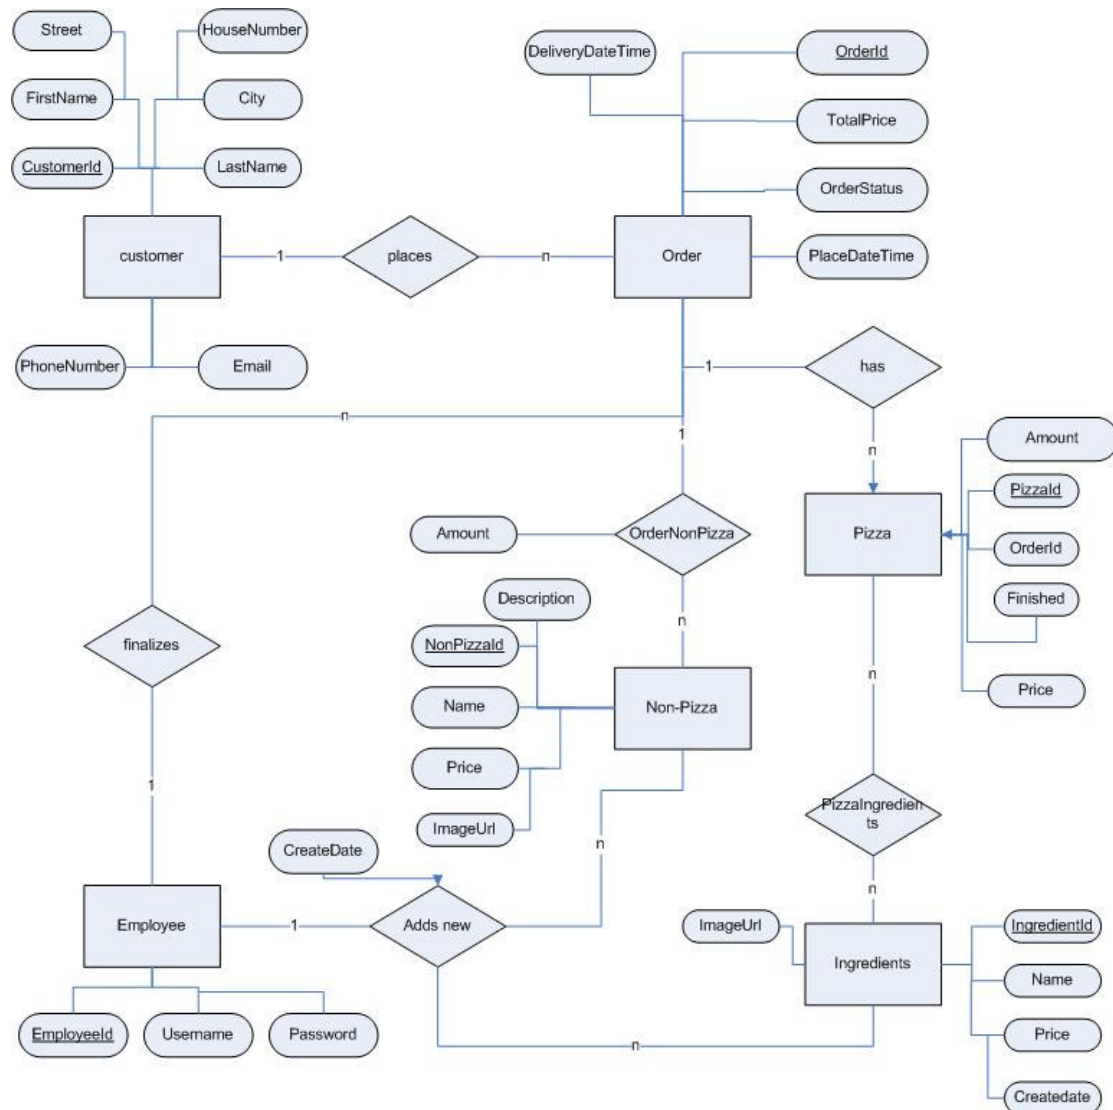 Street
HouseNumber
DeliveryDateTime
OrderId
FirstName
City
TotalPrice
CustomerId
LastName
OrderStatus
customer
1
places
n
Order
PlaceDateTime
PhoneNumber
Email
1
has
n
1
n
Amount
PizzaId
Amount
OrderNonPizza
Pizza
OrderId
Description
Finished
n
NonPizzaId
finalizes
n
Price
Name
Non-Pizza
Price
1
PizzaIngredien
ts
ImageUrl
n
CreateDate
n
Employee
1
Adds new
ImageUrl
IngredientId
Ingredients
Name
EmployeeId
Username
Password
Price
n
Createdate